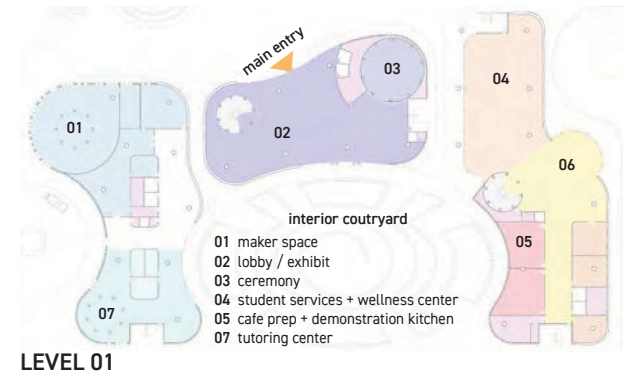 main entry
03
04
01
02
06
interior coutryard
01 maker space
02 lobby / exhibit
03 ceremony
04 student services + wellness center
05 cafe prep + demonstration kitchen
07 tutoring center
05
07
LEVEL 01